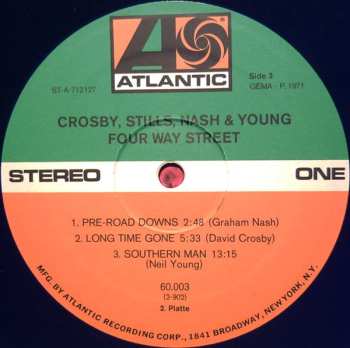 ATLANTIC
ST-A-712127
Side 3
GEMA - P. 1971
CROSBY, STILLS, NASH & YOUNG
FOUR WAY STREET
STEREO
ONE
1. PRE-ROAD DOWNS 2:48 (Graham Nash)
2. LONG TIME GONE 5:33 (David Crosby)
3. SOUTHERN MAN 13:15
(Neil Young)
60.003
(2-902)
2. Platte
MFG. BY ATLANTIC RECORDING CORP., 1841 BROADWAY, NEW YORK, N.Y.